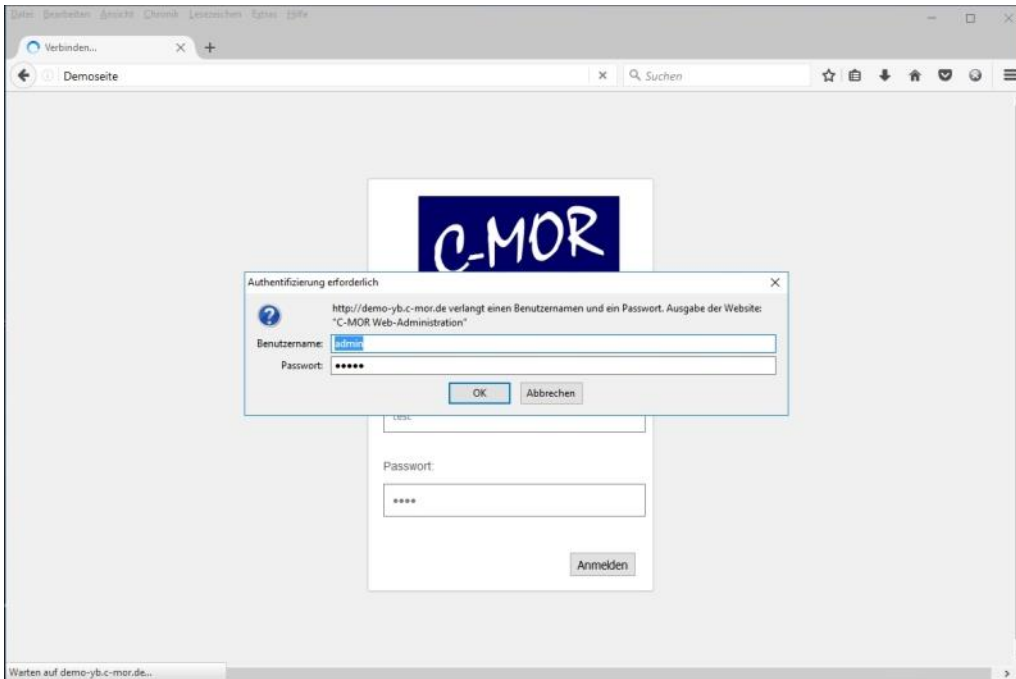 Datei Bearbeiten Ansicht Chronik Lesezeichen Extras Hilfe
Verbinden...
Demoseite
Suchen
C-MOR
Authentifizierung erforderlich
http://demo-yb.c-mor.de verlangt einen Benutzernamen und ein Passwort. Ausgabe der Website:
"C-MOR Web-Administration"
Benutzername: admin
Passwort: •••••
OK Abbrechen
test
Passwort:
••••
Anmelden
Warten auf demo-yb.c-mor.de...